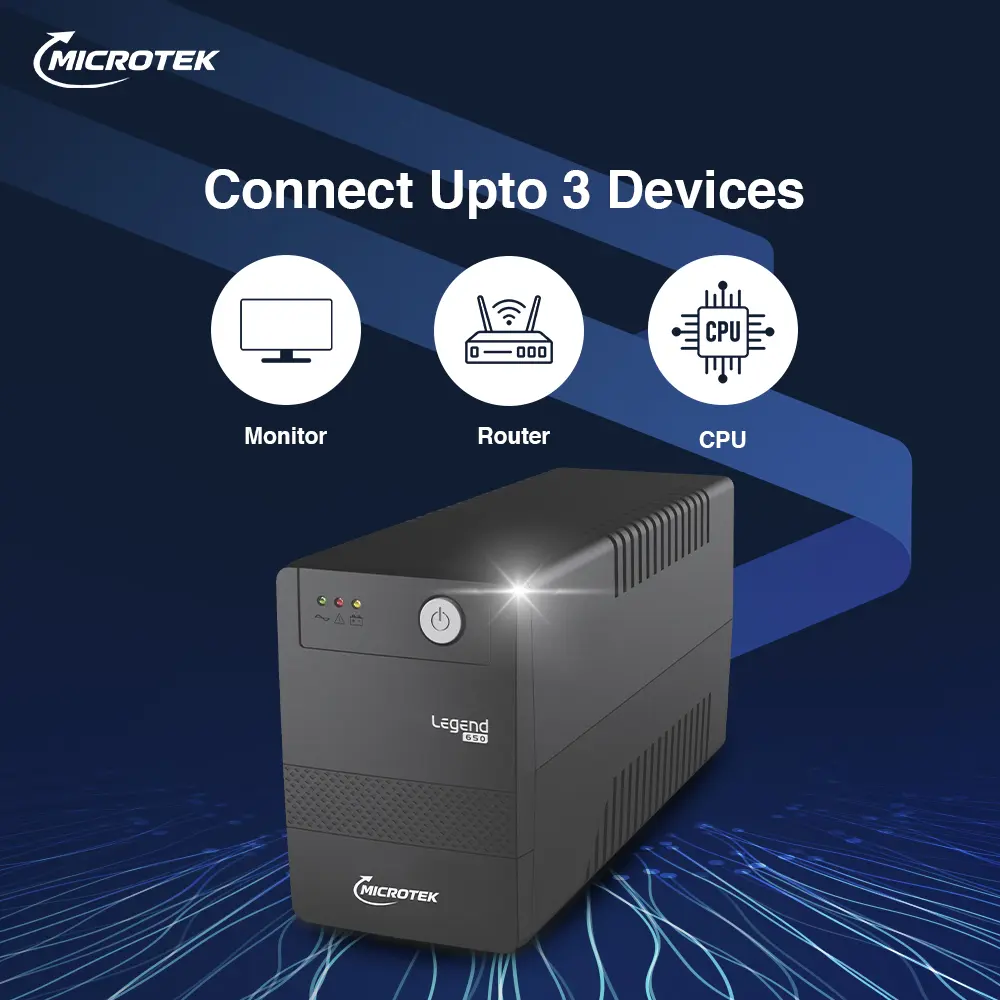 MICROTEK
Connect Upto 3 Devices
CPU
Monitor
Router
CPU
Legend
650
MICROTEK